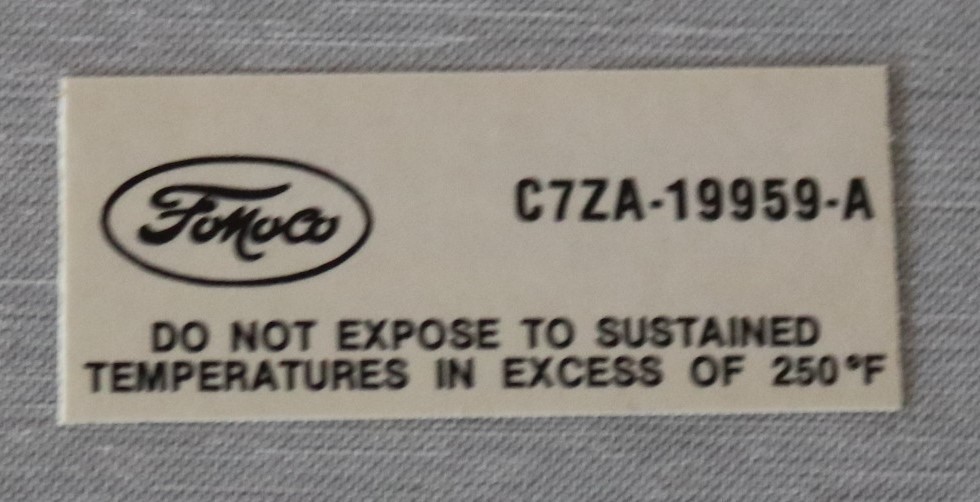 FoMoCo
C7ZA-19959-A
DO NOT EXPOSE TO SUSTAINED
TEMPERATURES IN EXCESS OF 250°F